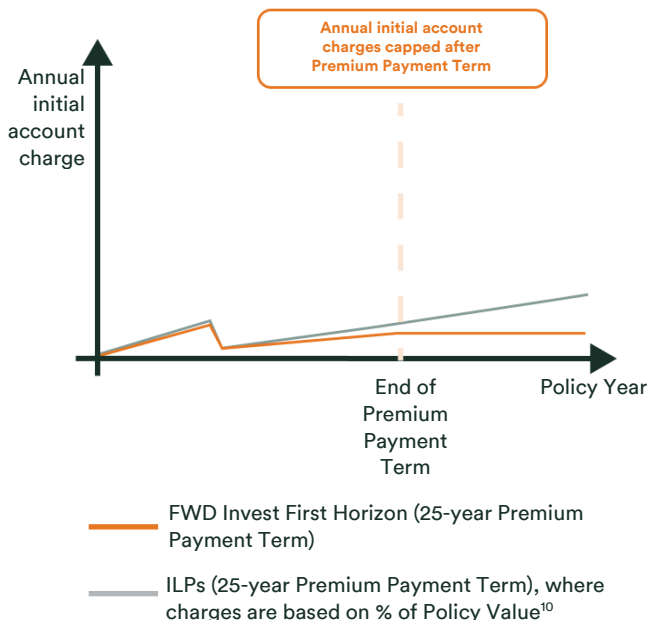 Annual initial account
charges capped after
Premium Payment Term
Annual
initial
account
charge
End of
Premium
Payment
Term
Policy Year
FWD Invest First Horizon (25-year Premium
Payment Term)
ILPs (25-year Premium Payment Term), where
charges are based on % of Policy Value¹⁰